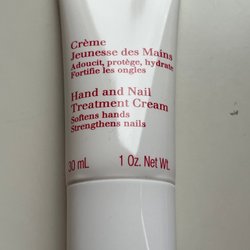 Crème
Jeunesse des Mains
Adoucit, protège, hydrate
Fortifie les ongles
Hand and Nail
Treatment Cream
Softens hands
Strengthens nails
30 mL 1 Oz. Net Wt.